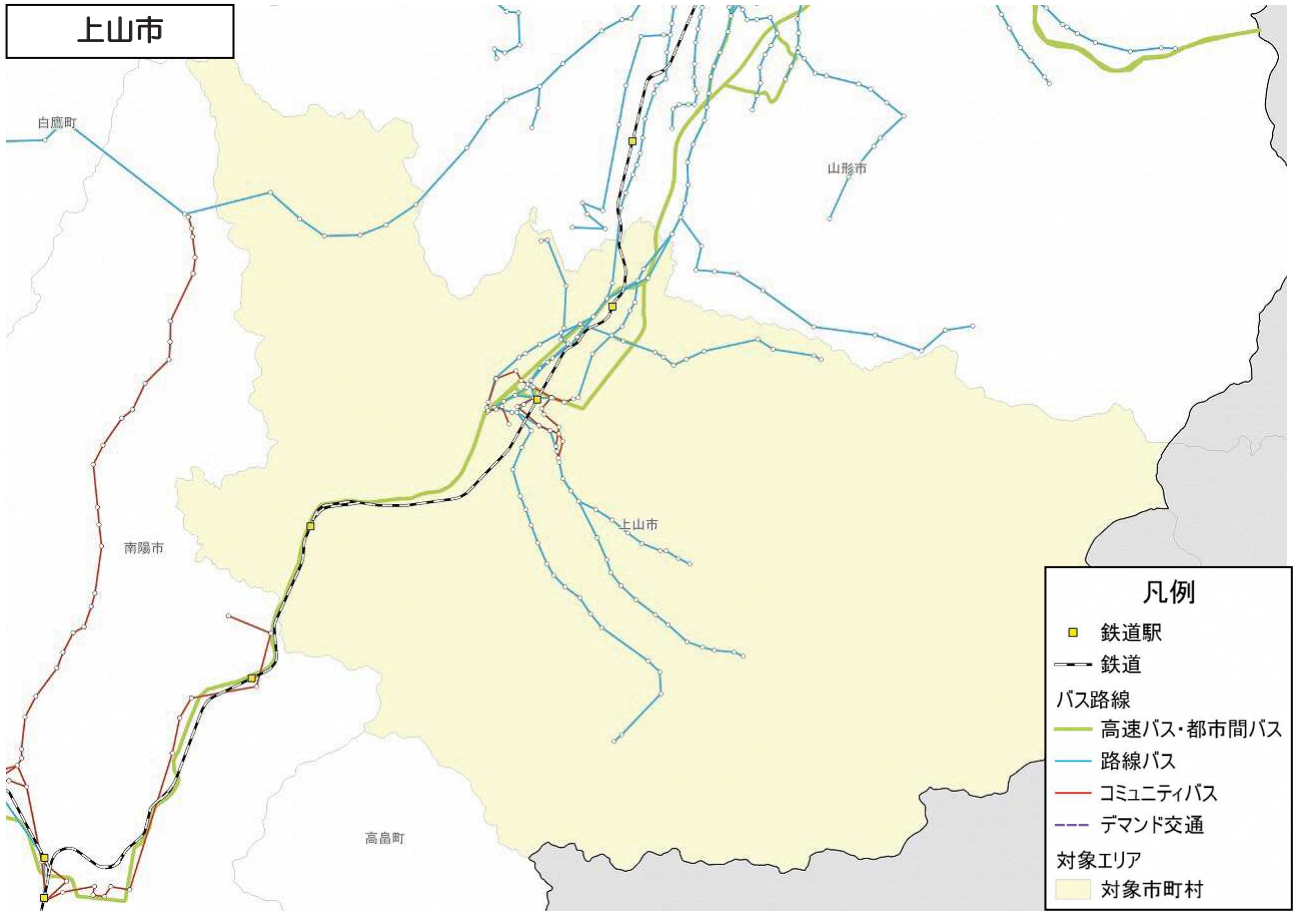 上山市
白鷹町
山形市
上山市
南陽市
高畠町
凡例
鉄道駅
鉄道
バス路線
高速バス・都市間バス
路線バス
コミュニティバス
デマンド交通
対象エリア
対象市町村